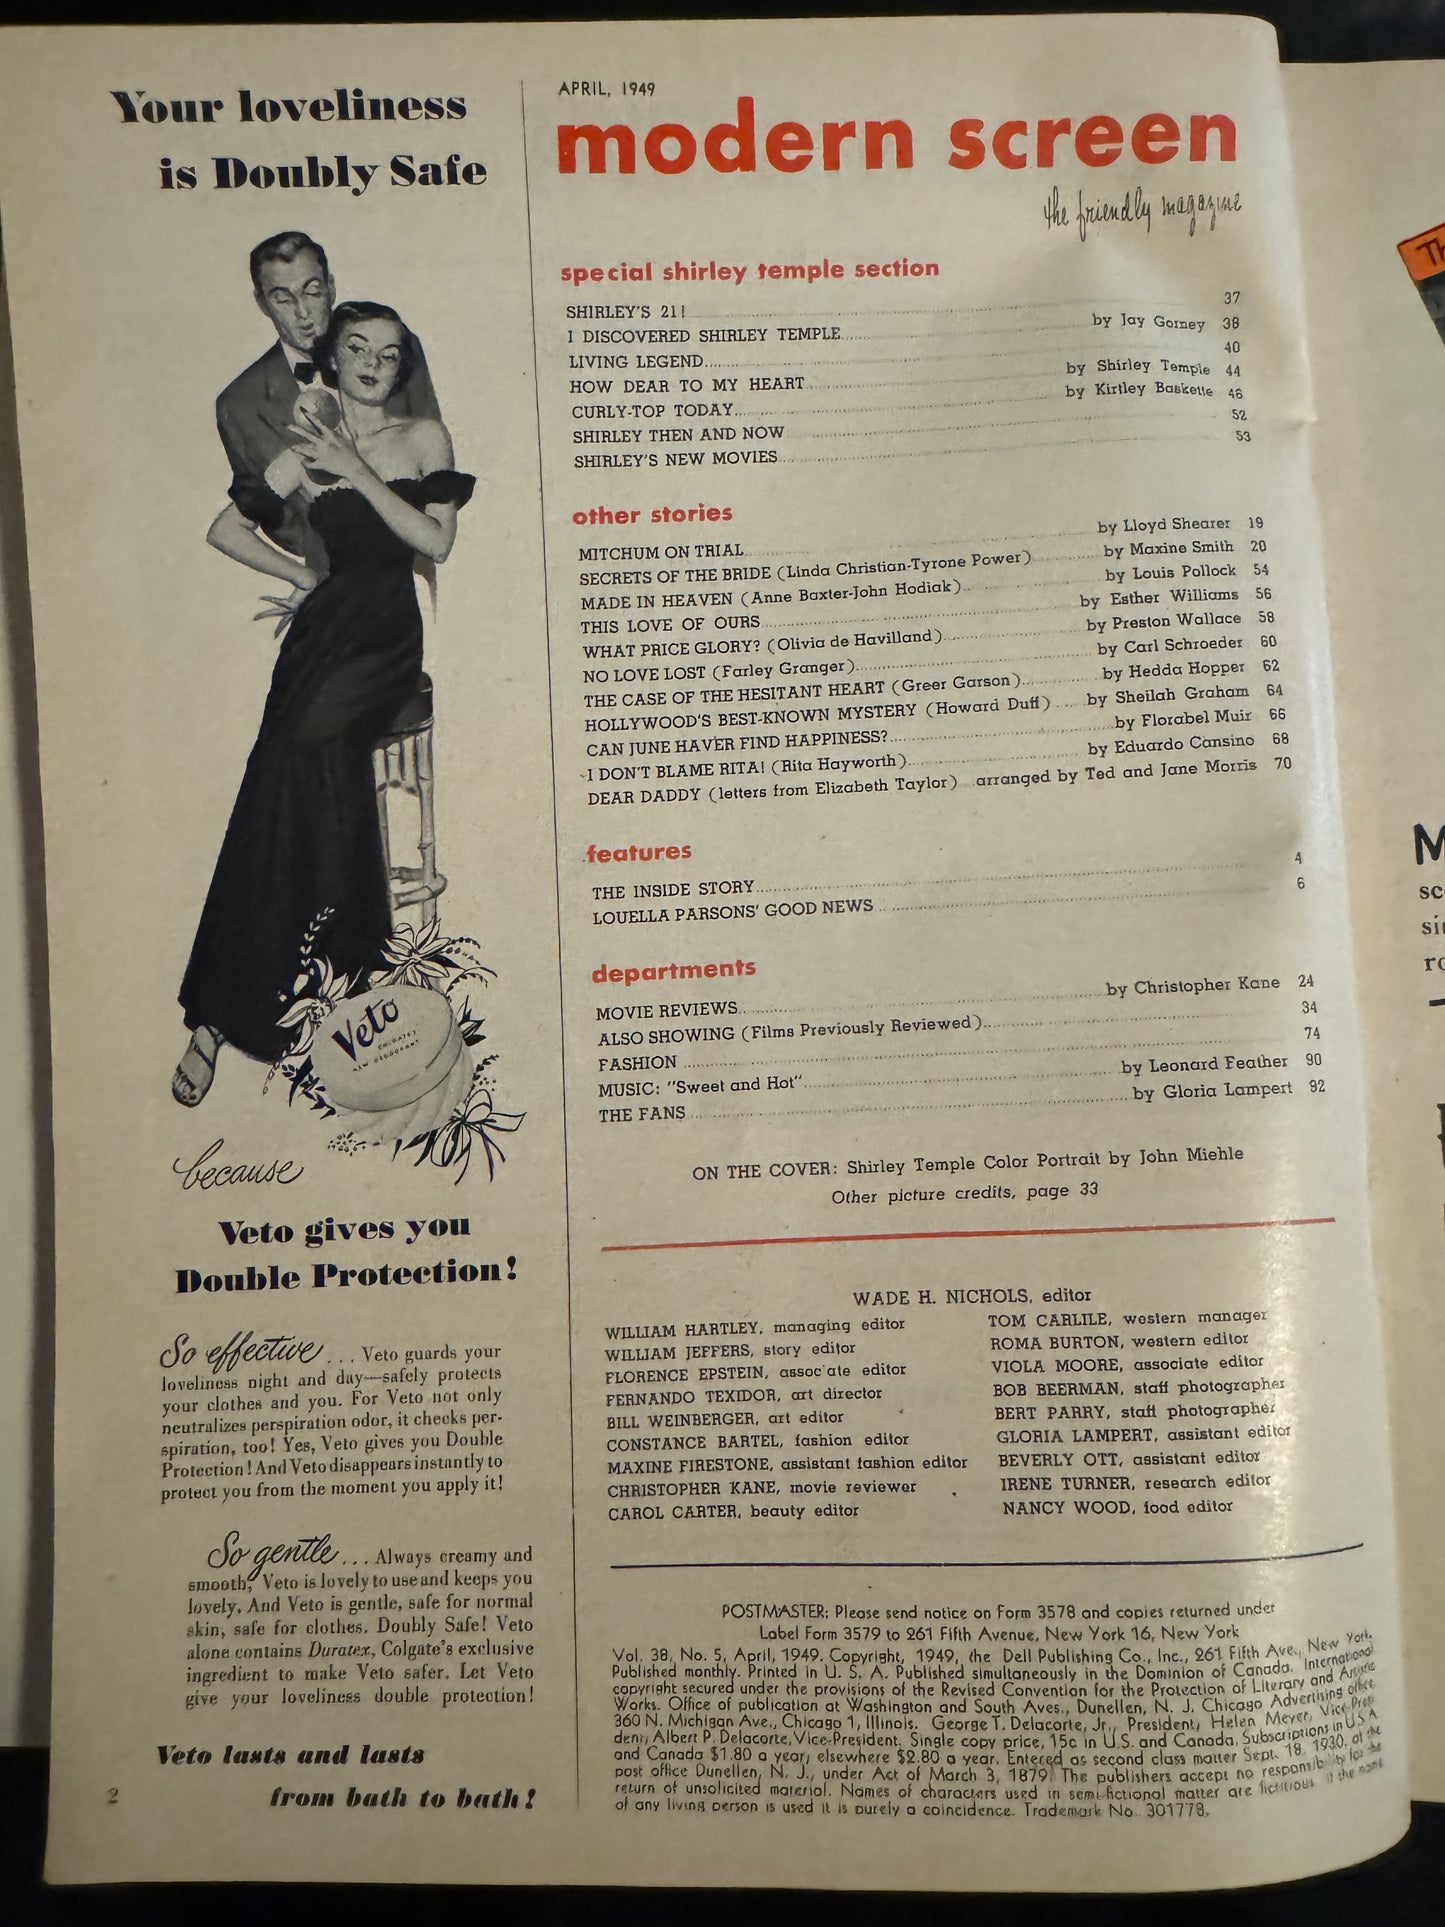 Your loveliness
is Doubly Safe
Veto
COLGATE'S
NEW DEODORANT
because
Veto gives you
Double Protection!
So effective... Veto guards your
loveliness night and day—safely protects
your clothes and you. For Veto not only
neutralizes perspiration odor, it checks per-
spiration, too! Yes, Veto gives you Double
Protection! And Veto disappears instantly to
protect you from the moment you apply it!
So gentle... Always creamy and
smooth, Veto is lovely to use and keeps you
lovely. And Veto is gentle, safe for normal
skin, safe for clothes. Doubly Safe! Veto
alone contains Duratex, Colgate's exclusive
ingredient to make Veto safer. Let Veto
give your loveliness double protection!
Veto lasts and lasts
from bath to bath!
2
APRIL, 1949
modern screen
the friendly magazine
special shirley temple section
SHIRLEY'S 21! 37
I DISCOVERED SHIRLEY TEMPLE by Jay Gorney 38
LIVING LEGEND 40
HOW DEAR TO MY HEART by Shirley Temple 44
CURLY-TOP TODAY by Kirtley Baskette 46
SHIRLEY THEN AND NOW 52
SHIRLEY'S NEW MOVIES 53
other stories
MITCHUM ON TRIAL by Lloyd Shearer 19
SECRETS OF THE BRIDE (Linda Christian-Tyrone Power) by Maxine Smith 20
MADE IN HEAVEN (Anne Baxter-John Hodiak) by Louis Pollock 54
THIS LOVE OF OURS by Esther Williams 56
WHAT PRICE GLORY? (Olivia de Havilland) by Preston Wallace 58
NO LOVE LOST (Farley Granger) by Carl Schroeder 60
THE CASE OF THE HESITANT HEART (Greer Garson) by Hedda Hopper 62
HOLLYWOOD'S BEST-KNOWN MYSTERY (Howard Duff) by Sheilah Graham 64
CAN JUNE HAVER FIND HAPPINESS? by Florabel Muir 66
I DON'T BLAME RITA! (Rita Hayworth) by Eduardo Cansino 68
DEAR DADDY (letters from Elizabeth Taylor) arranged by Ted and Jane Morris 70
features
THE INSIDE STORY 4
LOUELLA PARSONS' GOOD NEWS 6
departments
MOVIE REVIEWS by Christopher Kane 24
ALSO SHOWING (Films Previously Reviewed) 34
FASHION 74
MUSIC: "Sweet and Hot" by Leonard Feather 90
THE FANS by Gloria Lampert 92
ON THE COVER: Shirley Temple Color Portrait by John Miehle
Other picture credits, page 33
WADE H. NICHOLS, editor
WILLIAM HARTLEY, managing editor
WILLIAM JEFFERS, story editor
FLORENCE EPSTEIN, associate editor
FERNANDO TEXIDOR, art director
BILL WEINBERGER, art editor
CONSTANCE BARTEL, fashion editor
MAXINE FIRESTONE, assistant fashion editor
CHRISTOPHER KANE, movie reviewer
CAROL CARTER, beauty editor
TOM CARLILE, western manager
ROMA BURTON, western editor
VIOLA MOORE, associate editor
BOB BEERMAN, staff photographer
BERT PARRY, staff photographer
GLORIA LAMPERT, assistant editor
BEVERLY OTT, assistant editor
IRENE TURNER, research editor
NANCY WOOD, food editor
POSTMASTER: Please send notice on Form 3578 and copies returned under
Label Form 3579 to 261 Fifth Avenue, New York 16, New York
Vol. 38, No. 5, April, 1949. Copyright, 1949, the Dell Publishing Co., Inc., 261 Fifth Ave., New York.
Published monthly. Printed in U. S. A. Published simultaneously in the Dominion of Canada. International
copyright secured under the provisions of the Revised Convention for the Protection of Literary and Artistic
Works. Office of publication at Washington and South Aves., Dunellen, N. J. Chicago Advertising office
360 N. Michigan Ave., Chicago 1, Illinois. George T. Delacorte, Jr., President; Helen Meyer, Vice-Presi-
dent; Albert P. Delacorte, Vice-President. Single copy price, 15c in U.S. and Canada. Subscriptions in U.S.A.
and Canada $1.80 a year; elsewhere $2.80 a year. Entered as second class matter Sept. 18, 1930, at the
post office Dunellen, N. J., under Act of March 3, 1879. The publishers accept no responsibility for the
return of unsolicited material. Names of characters used in semi-fictional matter are fictitious if the name
of any living person is used it is purely a coincidence. Trademark No. 301778.